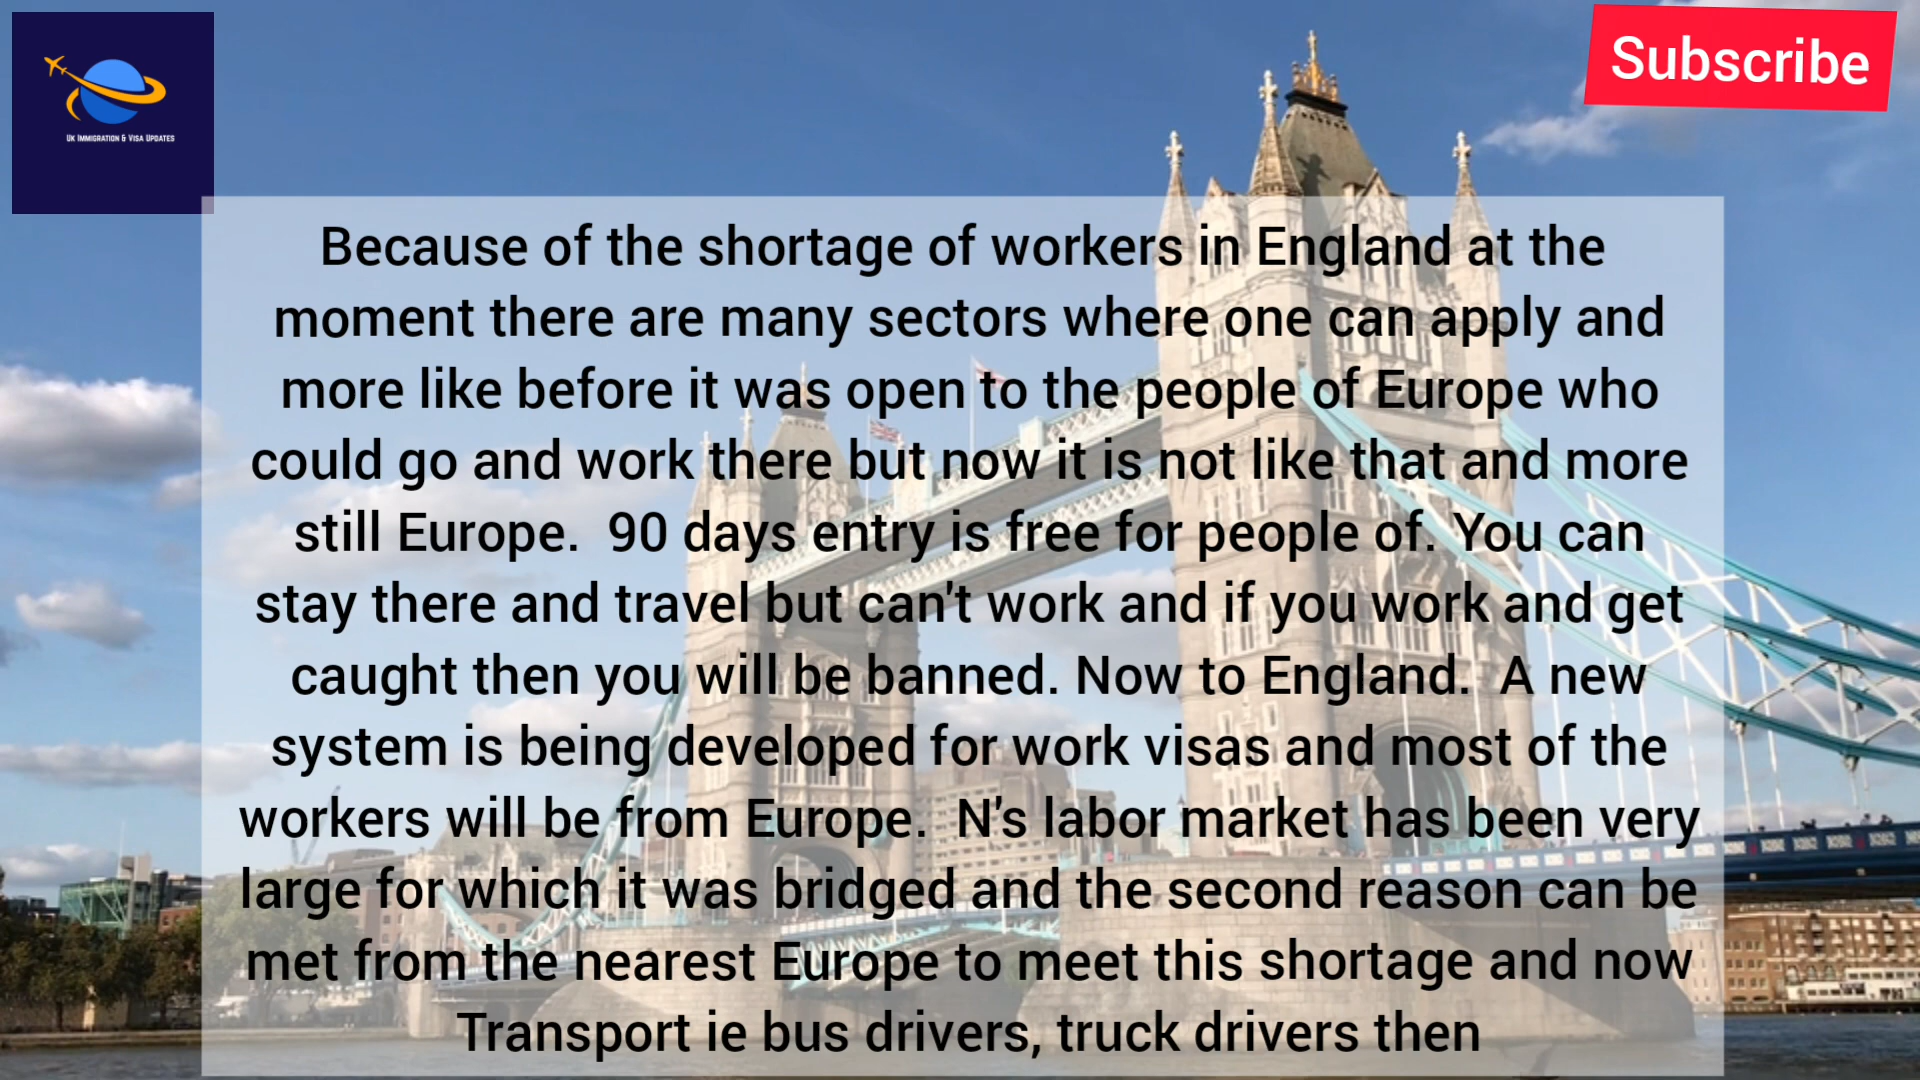 UK IMMIGRATION & VISA UPDATES
Subscribe
Because of the shortage of workers in England at the
moment there are many sectors where one can apply and
more like before it was open to the people of Europe who
could go and work there but now it is not like that and more
still Europe.  90 days entry is free for people of. You can
stay there and travel but can't work and if you work and get
caught then you will be banned. Now to England.  A new
system is being developed for work visas and most of the
workers will be from Europe.  N's labor market has been very
large for which it was bridged and the second reason can be
met from the nearest Europe to meet this shortage and now
Transport ie bus drivers, truck drivers then